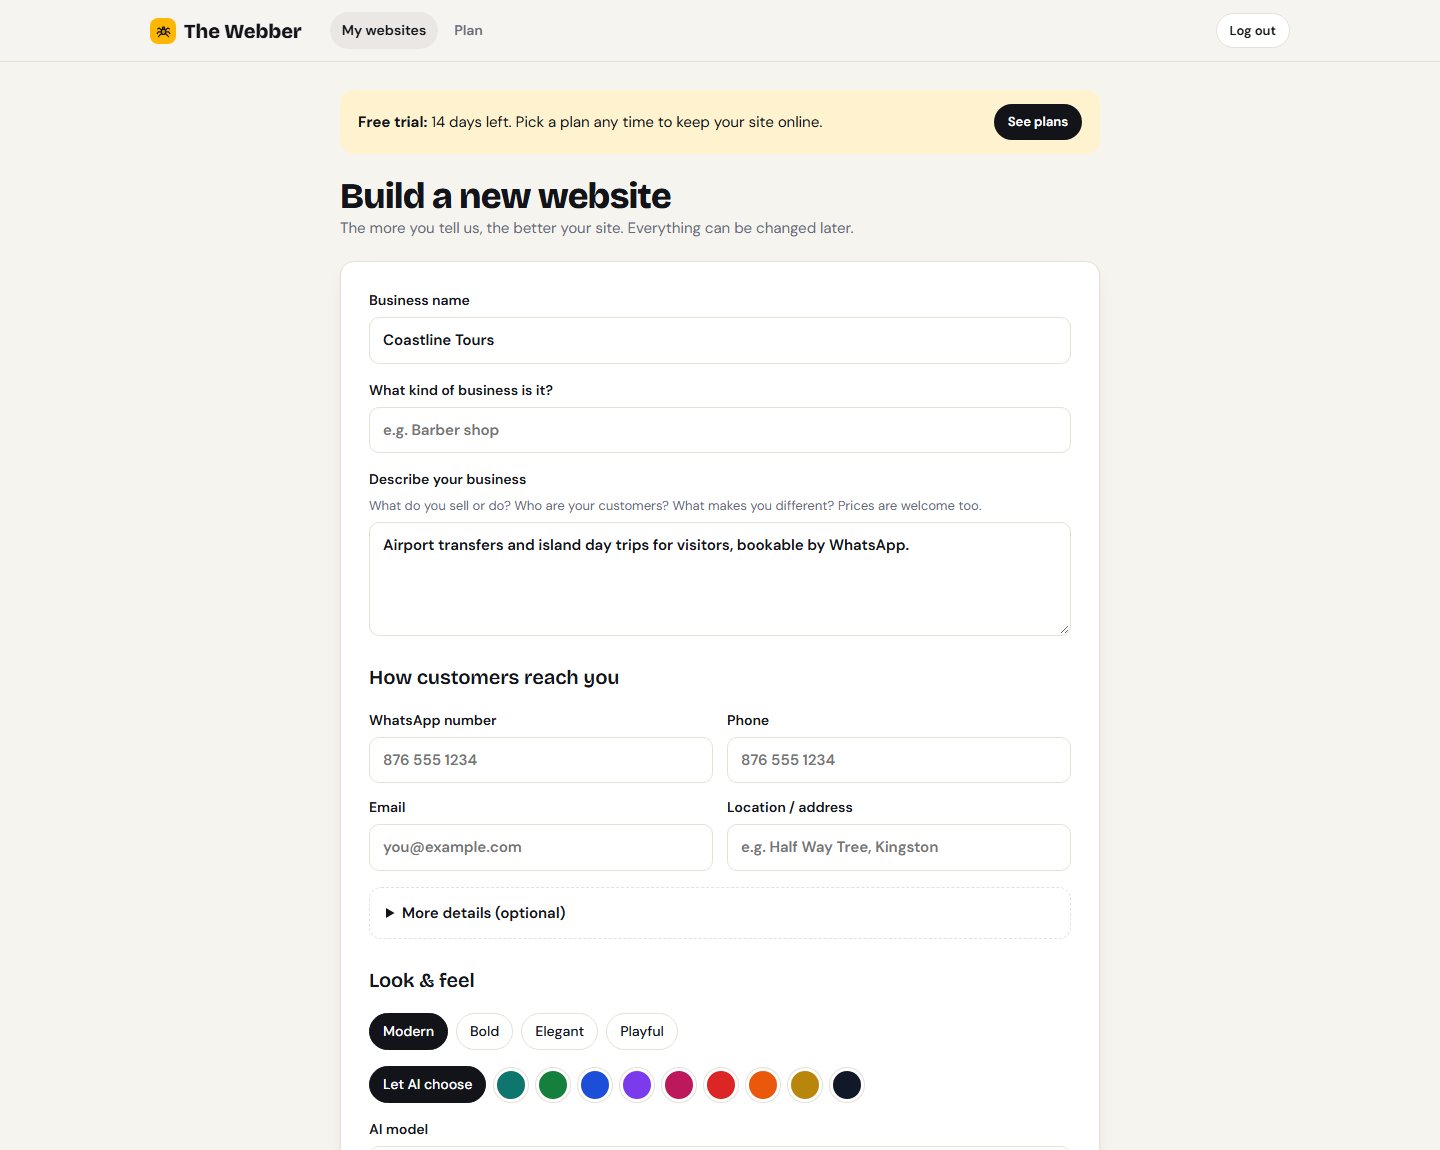 The Webber
My websites
Plan
Log out
Free trial: 14 days left. Pick a plan any time to keep your site online.
See plans
Build a new website
The more you tell us, the better your site. Everything can be changed later.
Business name
Coastline Tours
What kind of business is it?
e.g. Barber shop
Describe your business
What do you sell or do? Who are your customers? What makes you different? Prices are welcome too.
Airport transfers and island day trips for visitors, bookable by WhatsApp.
How customers reach you
WhatsApp number
Phone
876 555 1234
876 555 1234
Email
Location / address
you@example.com
e.g. Half Way Tree, Kingston
More details (optional)
Look & feel
Modern
Bold
Elegant
Playful
Let AI choose
AI model